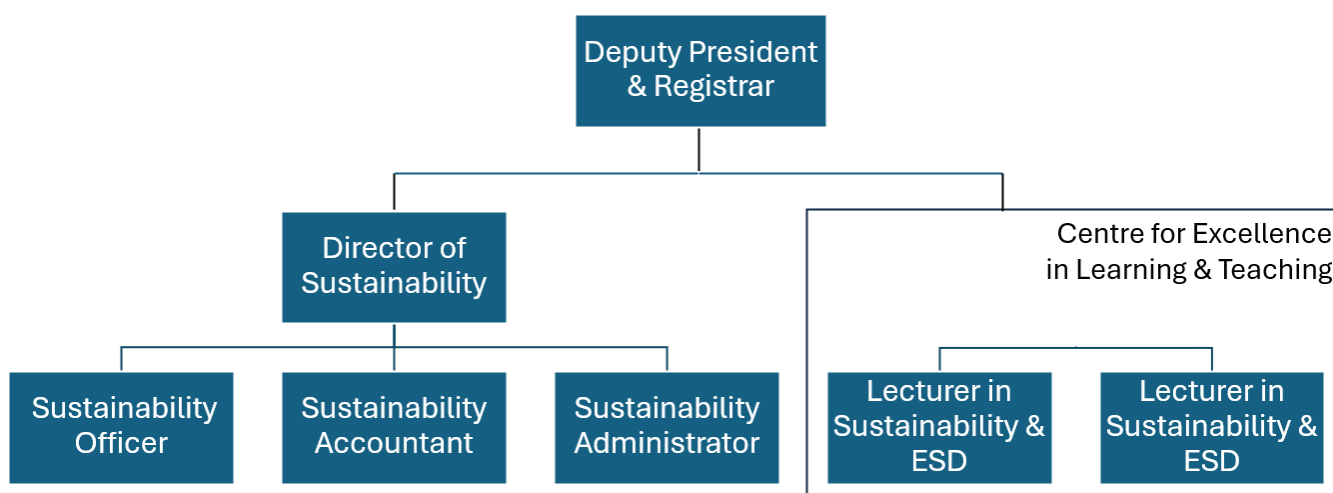 Deputy President
& Registrar
Director of
Sustainability
Centre for Excellence
in Learning & Teaching
Sustainability
Officer
Sustainability
Accountant
Sustainability
Administrator
Lecturer in
Sustainability &
ESD
Lecturer in
Sustainability &
ESD